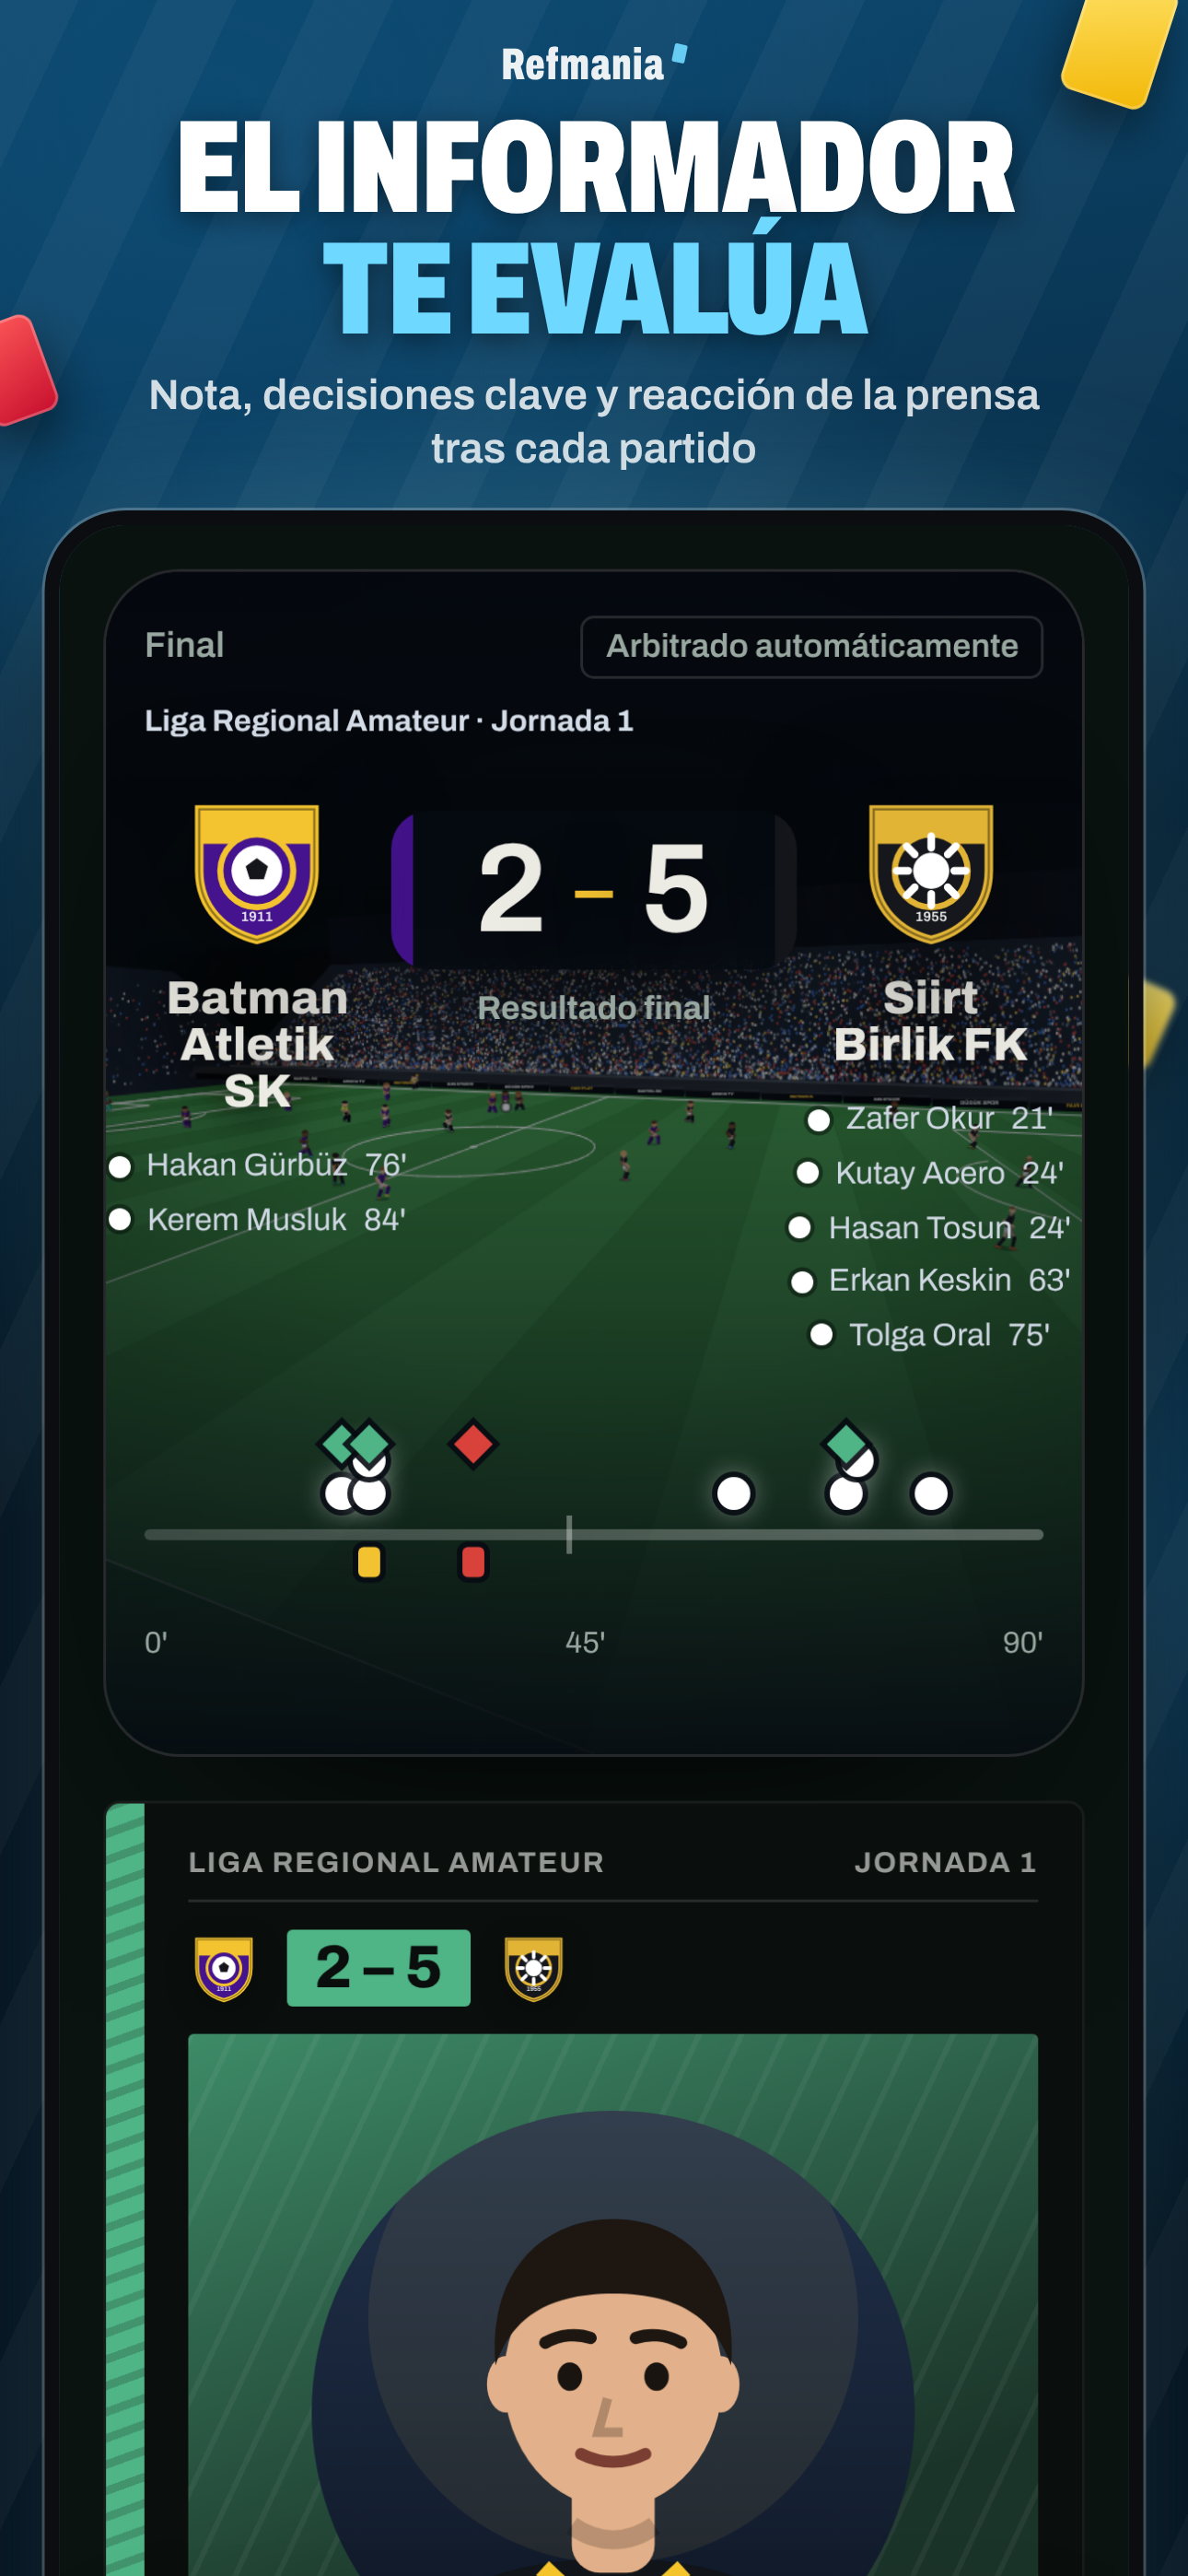 Refmania
EL INFORMADOR
TE EVALÚA
Nota, decisiones clave y reacción de la prensa
tras cada partido
Final
Arbitrado automáticamente
Liga Regional Amateur · Jornada 1
1911
2 – 5
1955
Batman
Atletik
SK
Resultado final
Siirt
Birlik FK
Zafer Okur 21'
Kutay Acero 24'
Hasan Tosun 24'
Erkan Keskin 63'
Tolga Oral 75'
Hakan Gürbüz 76'
Kerem Musluk 84'
0'
45'
90'
LIGA REGIONAL AMATEUR
JORNADA 1
1911
2 – 5
1955